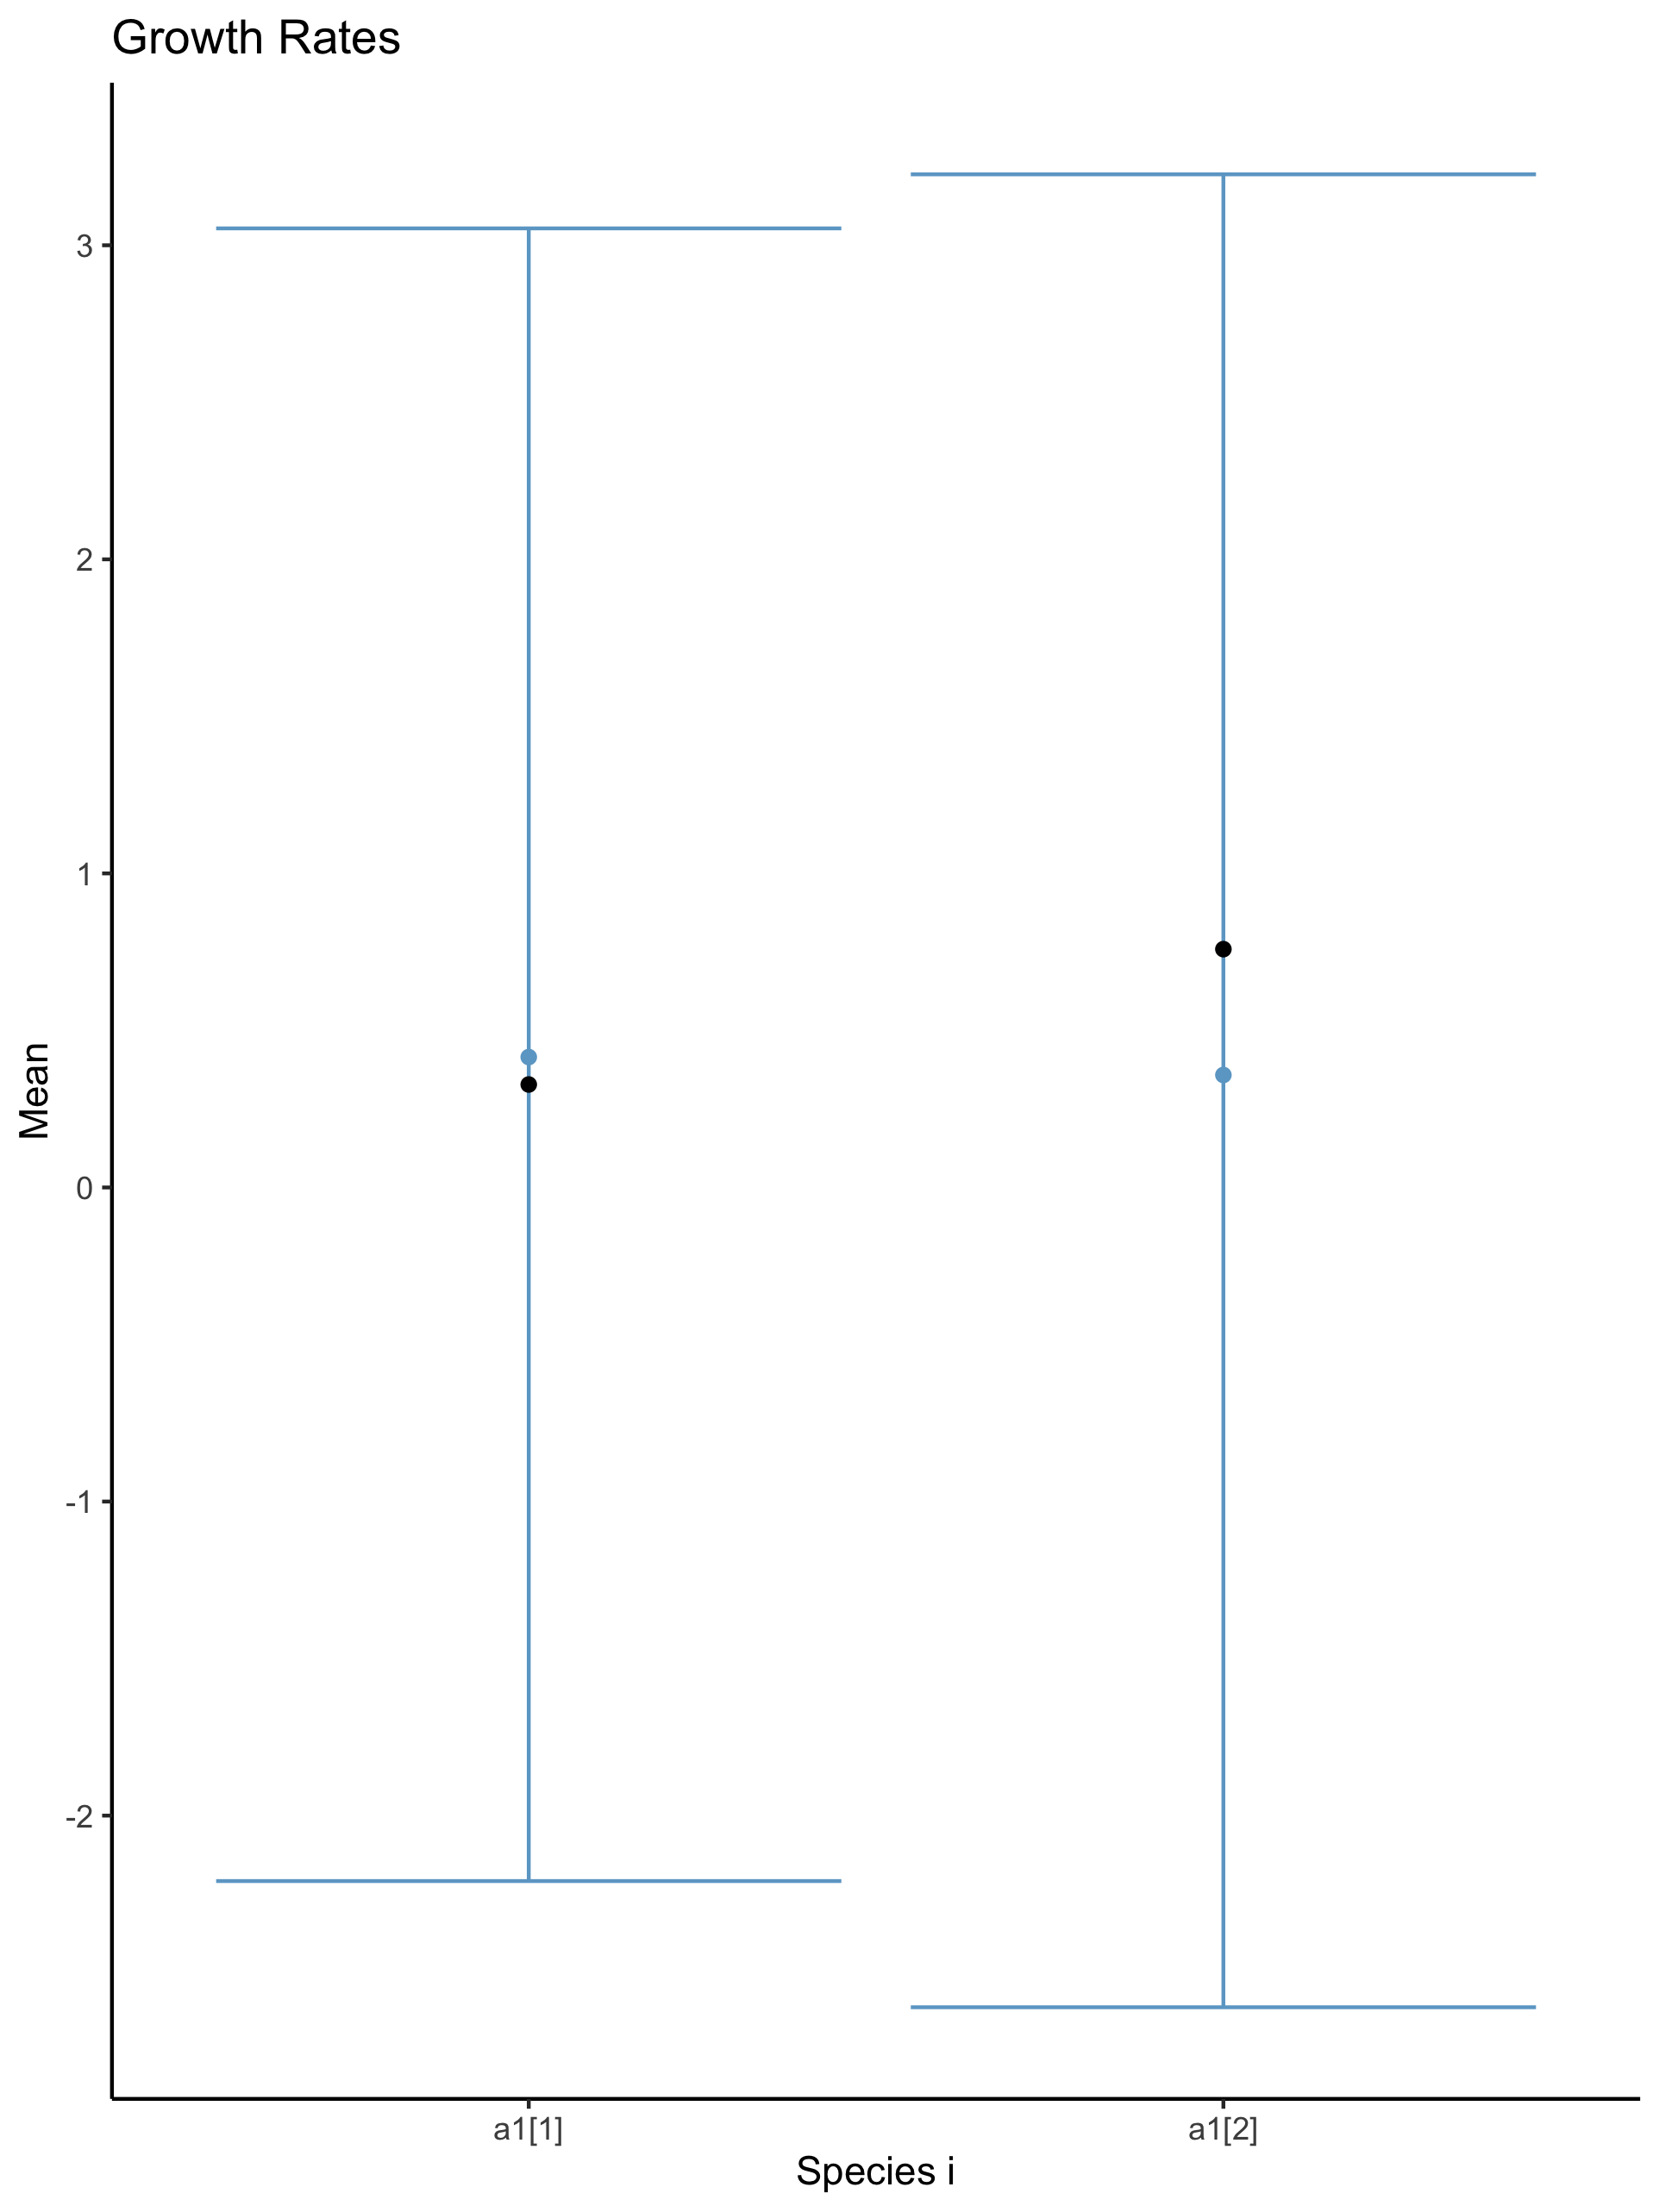 Growth Rates
Mean
3
2
1
0
-1
-2
a1[1]
a1[2]
Species i